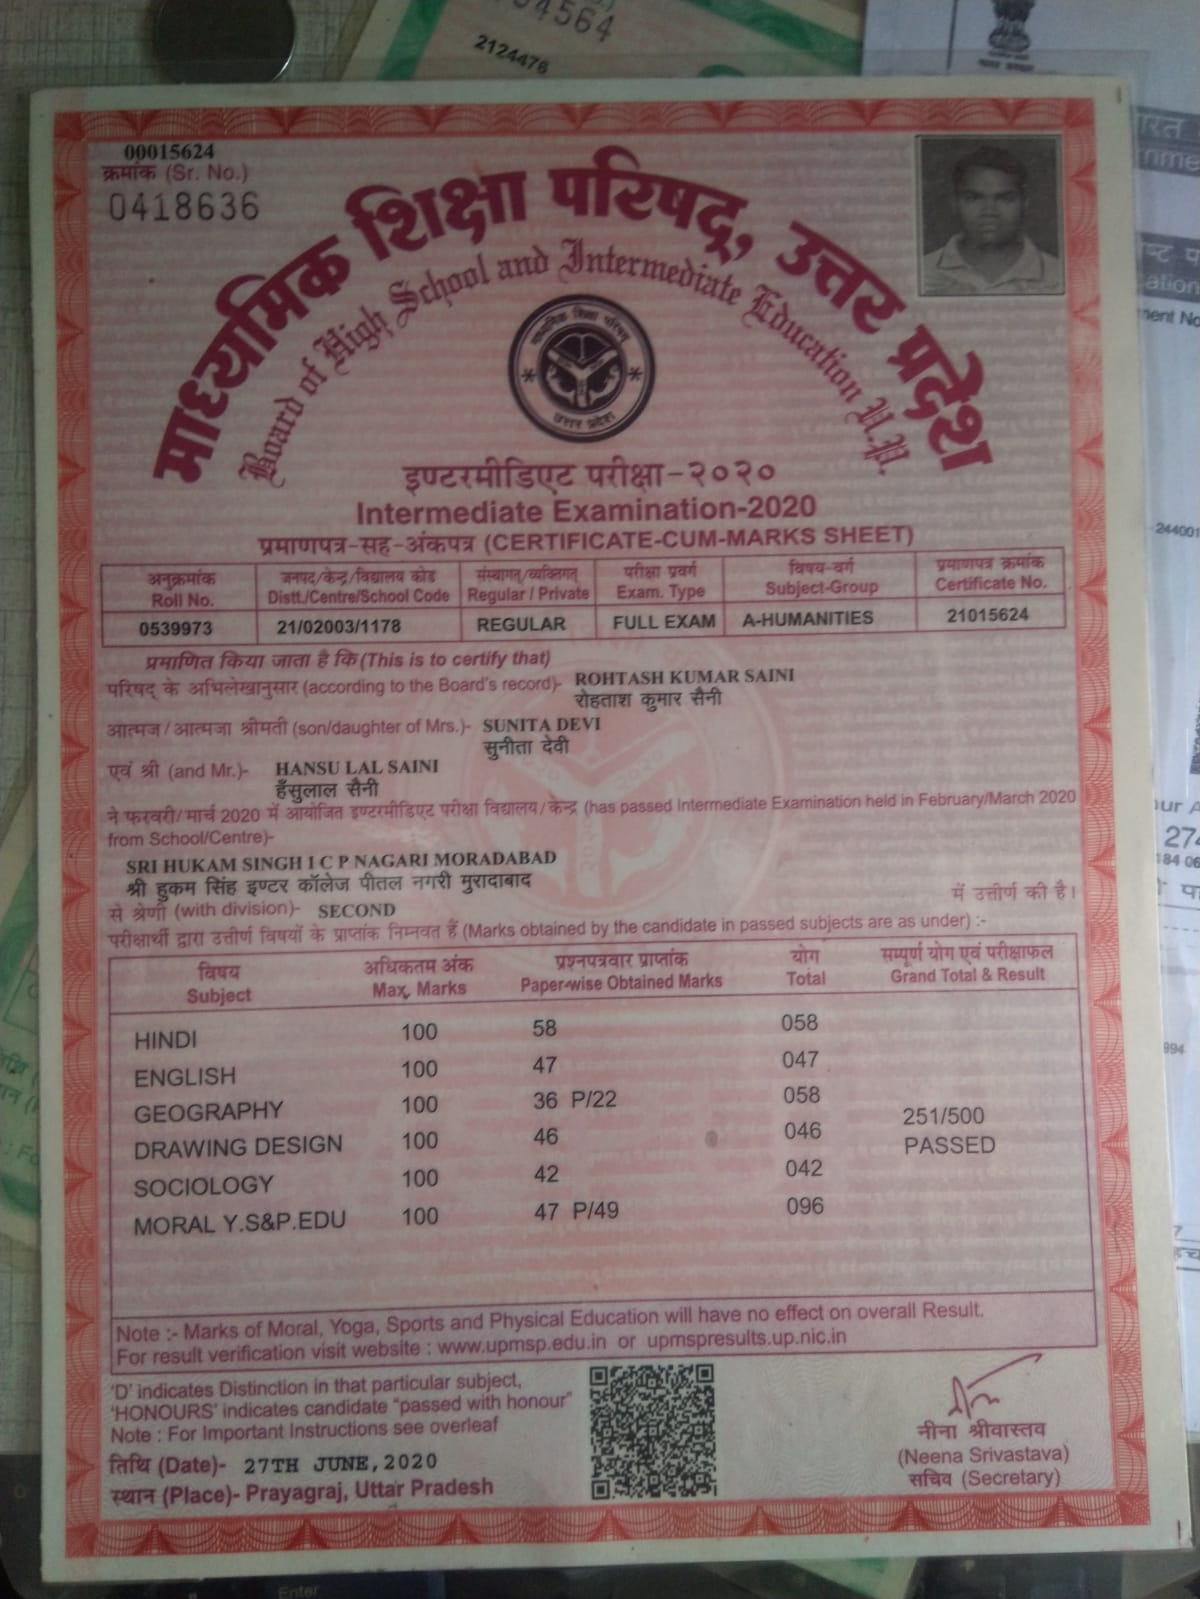 54564
2124476
00015624
क्रमांक (Sr. No.)
0418636
माध्यमिक शिक्षा परिषद्, उत्तर प्रदेश
Board of High School and Intermediate Education U.P.
माध्यमिक शिक्षा परिषद्
उत्तर प्रदेश
इण्टरमीडिएट परीक्षा-२०२०
Intermediate Examination-2020
प्रमाणपत्र-सह-अंकपत्र (CERTIFICATE-CUM-MARKS SHEET)
अनुक्रमांक जनपद/केन्द्र/विद्यालय कोड संस्थागत/व्यक्तिगत परीक्षा प्रवर्ग विषय-वर्ग प्रमाणपत्र क्रमांक
Roll No. Distt./Centre/School Code Regular / Private Exam. Type Subject-Group Certificate No.
0539973 21/02003/1178 REGULAR FULL EXAM A-HUMANITIES 21015624
प्रमाणित किया जाता है कि (This is to certify that)
परिषद के अभिलेखानुसार (according to the Board's record)- ROHTASH KUMAR SAINI
रोहताश कुमार सैनी
आत्मज/आत्मजा श्रीमती (son/daughter of Mrs.)- SUNITA DEVI
सुनीता देवी
एवं श्री (and Mr.)- HANSU LAL SAINI
हँसुलाल सैनी
ने फरवरी/मार्च 2020 में आयोजित इण्टरमीडिएट परीक्षा विद्यालय/केन्द्र (has passed Intermediate Examination held in February/March 2020
from School/Centre)-
SRI HUKAM SINGH I C P NAGARI MORADABAD
श्री हुकम सिंह इण्टर कॉलेज पीतल नगरी मुरादाबाद
में उत्तीर्ण की है।
से श्रेणी (with division)- SECOND
परीक्षार्थी द्वारा उत्तीर्ण विषयों के प्राप्तांक निम्नवत हैं (Marks obtained by the candidate in passed subjects are as under) :-
विषय अधिकतम अंक प्रश्नपत्रवार प्राप्तांक योग सम्पूर्ण योग एवं परीक्षाफल
Subject Max. Marks Paper-wise Obtained Marks Total Grand Total & Result
HINDI 100 58 058
ENGLISH 100 47 047
GEOGRAPHY 100 36 P/22 058
251/500
DRAWING DESIGN 100 46 046
PASSED
SOCIOLOGY 100 42 042
MORAL Y.S&P.EDU 100 47 P/49 096
Note :- Marks of Moral, Yoga, Sports and Physical Education will have no effect on overall Result.
For result verification visit website : www.upmsp.edu.in or upmspresults.up.nic.in
'D' indicates Distinction in that particular subject,
'HONOURS' indicates candidate "passed with honour"
Note : For Important Instructions see overleaf
तिथि (Date)- 27TH JUNE,2020
स्थान (Place)- Prayagraj, Uttar Pradesh
नीना श्रीवास्तव
(Neena Srivastava)
सचिव (Secretary)
244001
Enter